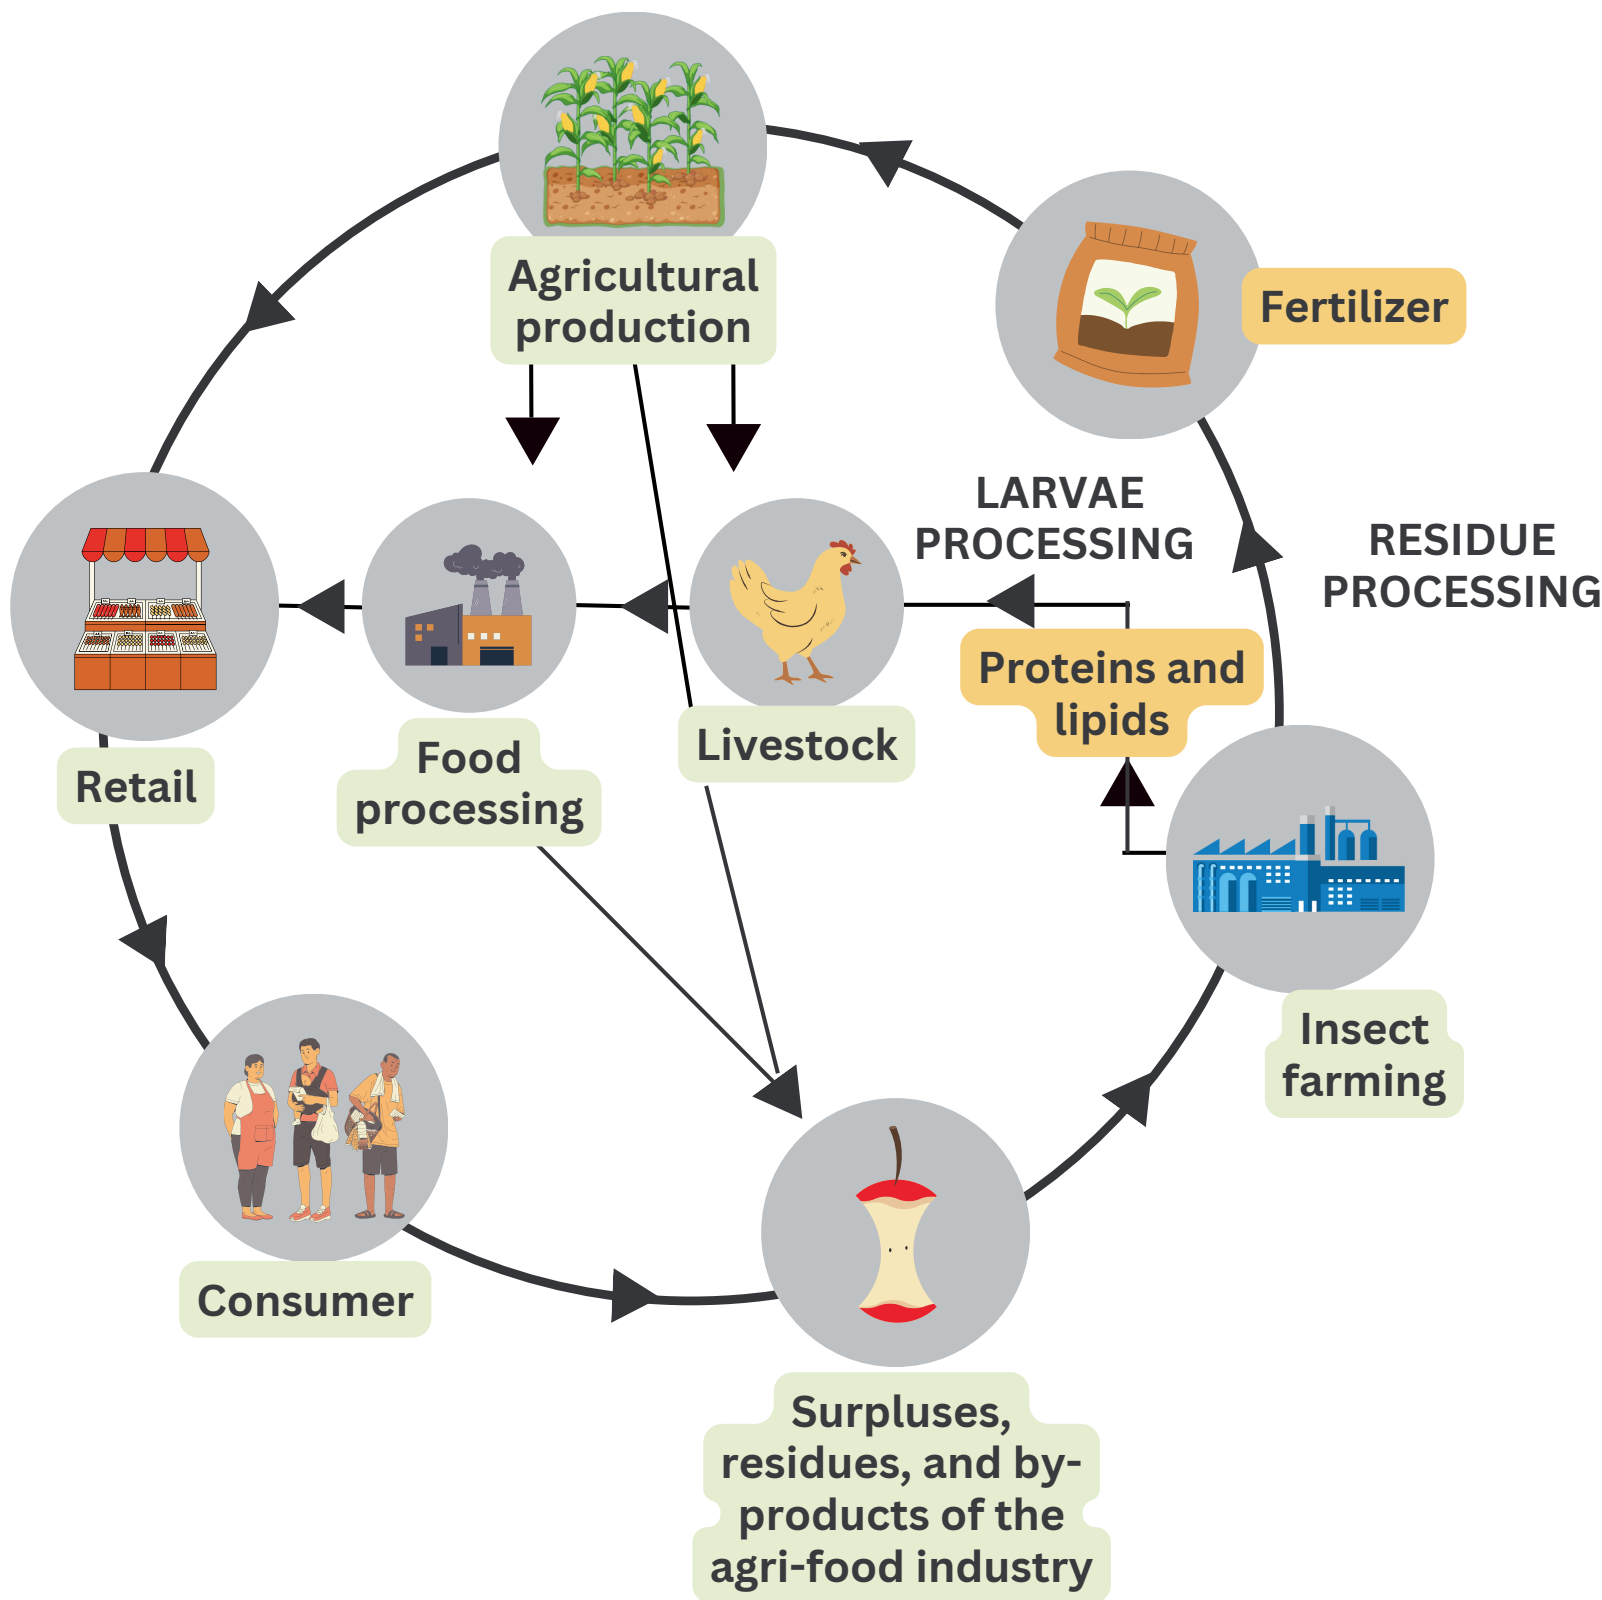 Agricultural
production
Fertilizer
LARVAE
PROCESSING
RESIDUE
PROCESSING
Proteins and
lipids
Livestock
Food
processing
Retail
Insect
farming
Consumer
Surpluses,
residues, and by-
products of the
agri-food industry